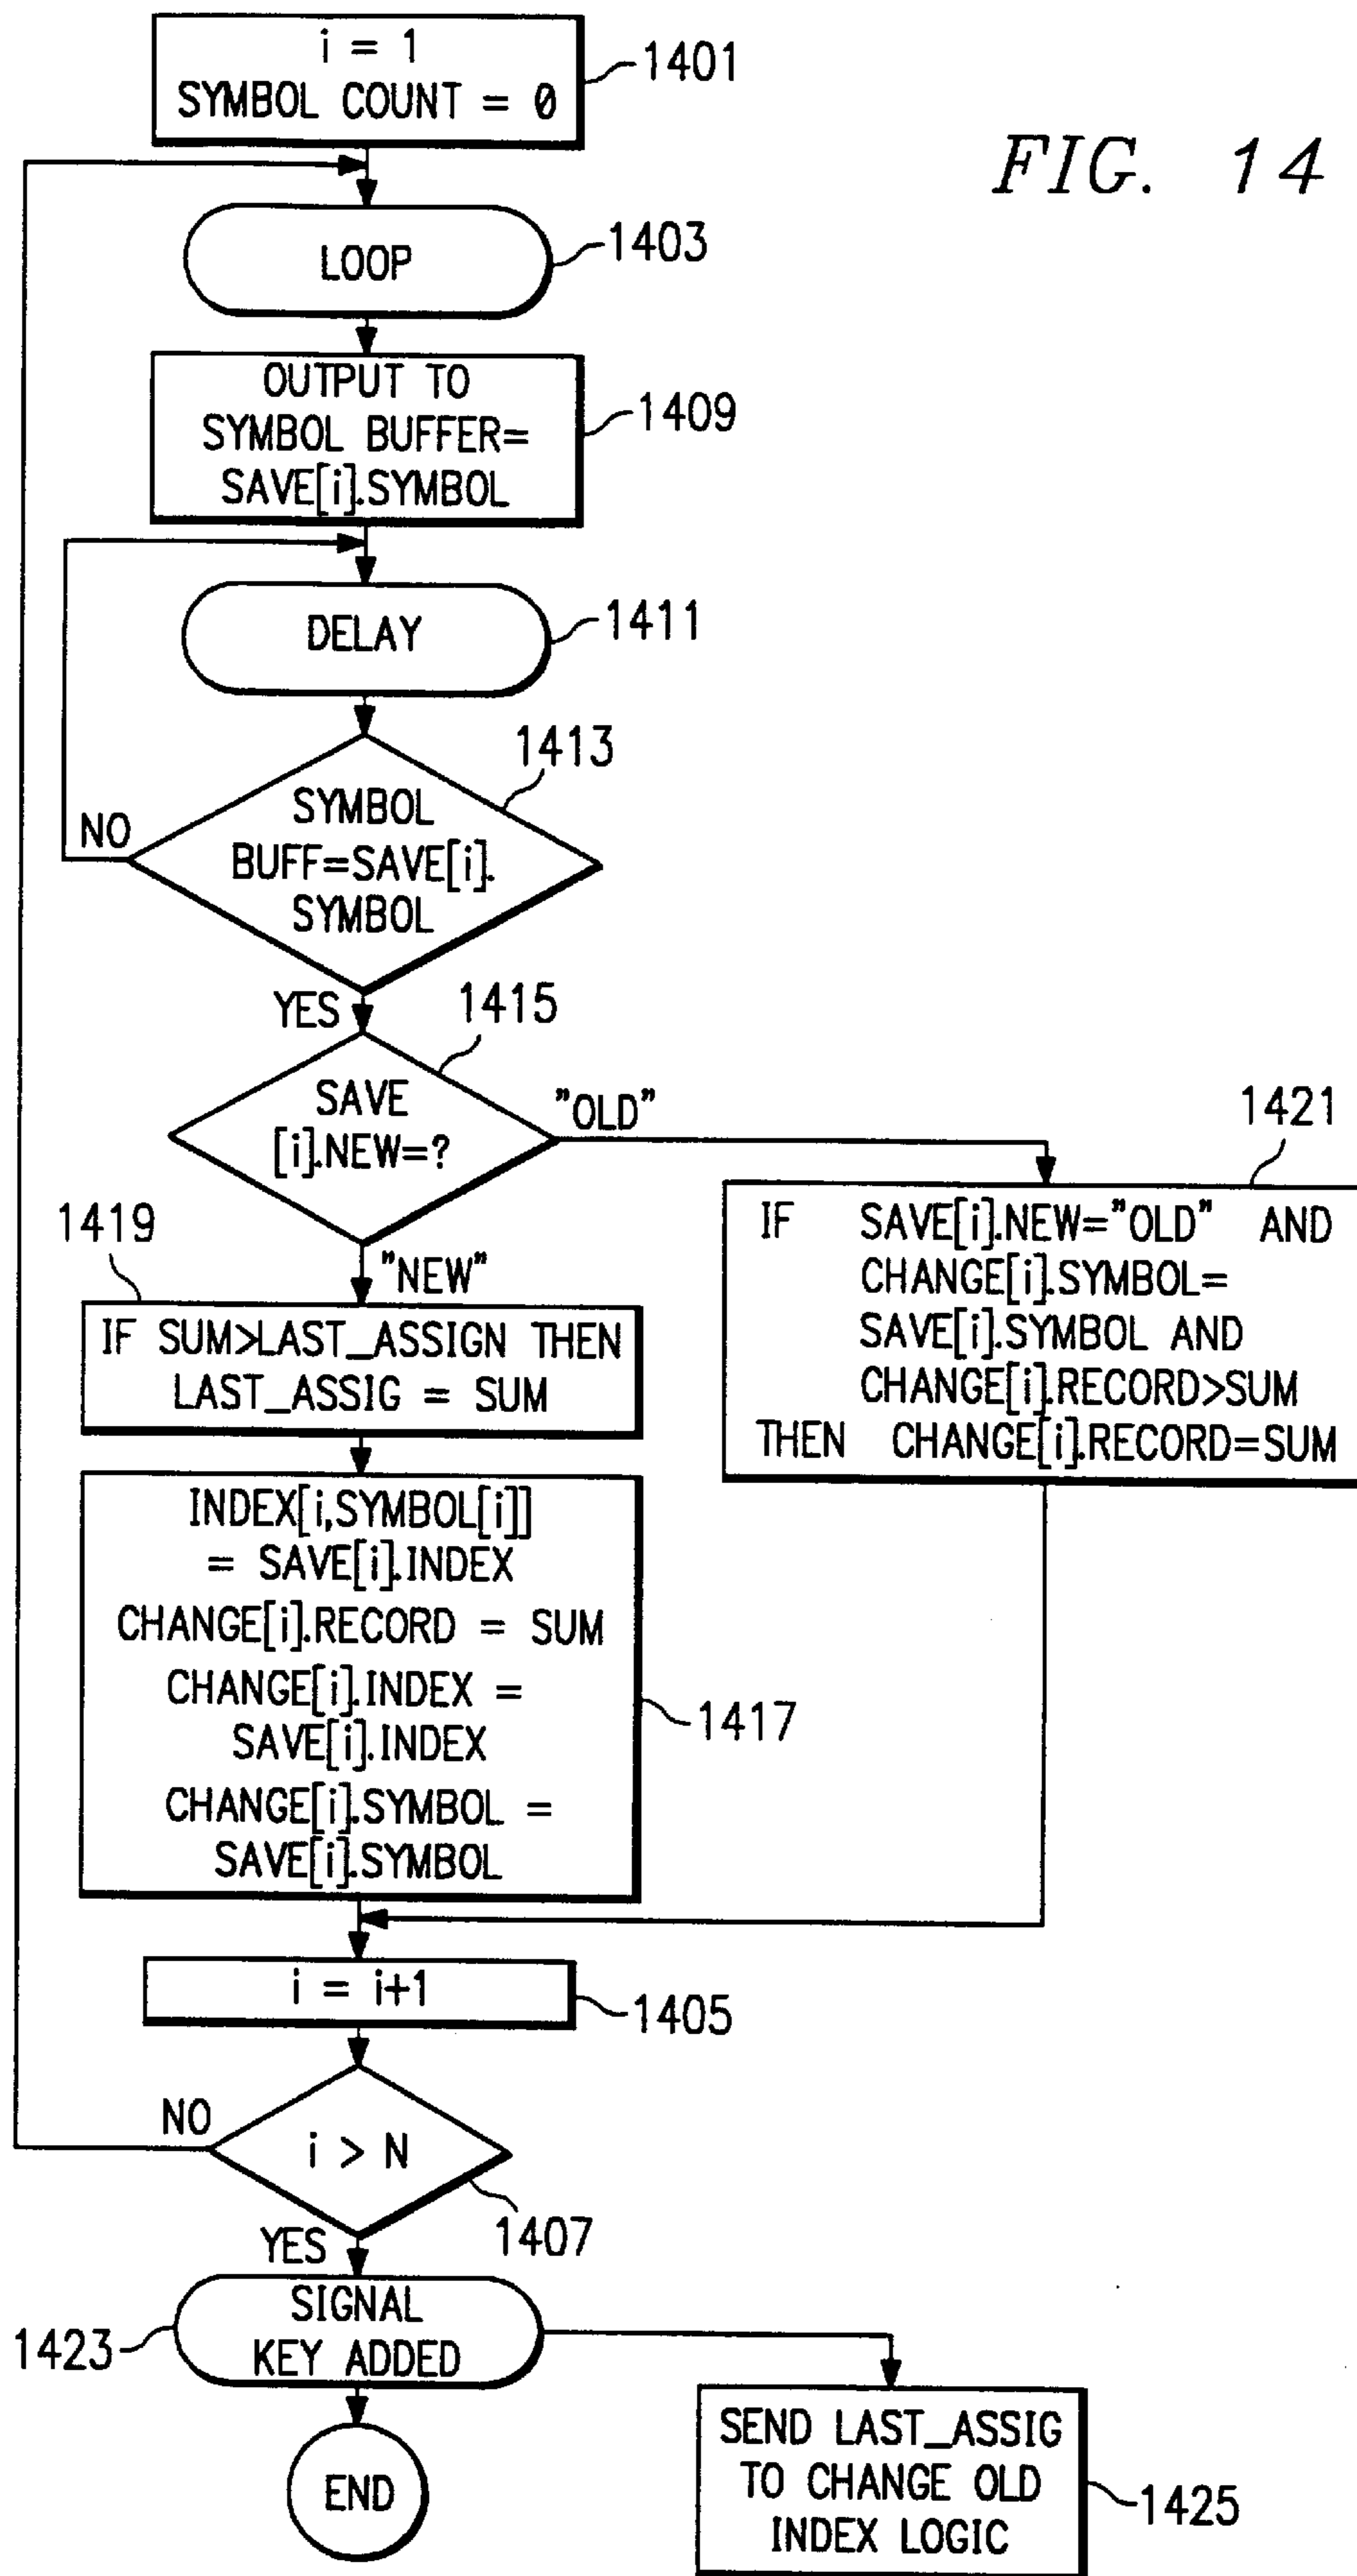 i = 1
SYMBOL COUNT = 0
1401
FIG. 14
LOOP
1403
OUTPUT TO
SYMBOL BUFFER=
SAVE[i].SYMBOL
1409
DELAY
1411
1413
SYMBOL
BUFF=SAVE[i].
SYMBOL
NO
YES
1415
SAVE
[i].NEW=?
"OLD"
1421
IF SAVE[i].NEW="OLD" AND
CHANGE[i].SYMBOL=
SAVE[i].SYMBOL AND
CHANGE[i].RECORD>SUM
THEN CHANGE[i].RECORD=SUM
1419
"NEW"
IF SUM>LAST_ASSIGN THEN
LAST_ASSIG = SUM
INDEX[i,SYMBOL[i]]
= SAVE[i].INDEX
CHANGE[i].RECORD = SUM
CHANGE[i].INDEX =
SAVE[i].INDEX
CHANGE[i].SYMBOL =
SAVE[i].SYMBOL
1417
i = i+1
1405
NO
i > N
1407
YES
SIGNAL
KEY ADDED
1423
END
SEND LAST_ASSIG
TO CHANGE OLD
INDEX LOGIC
1425